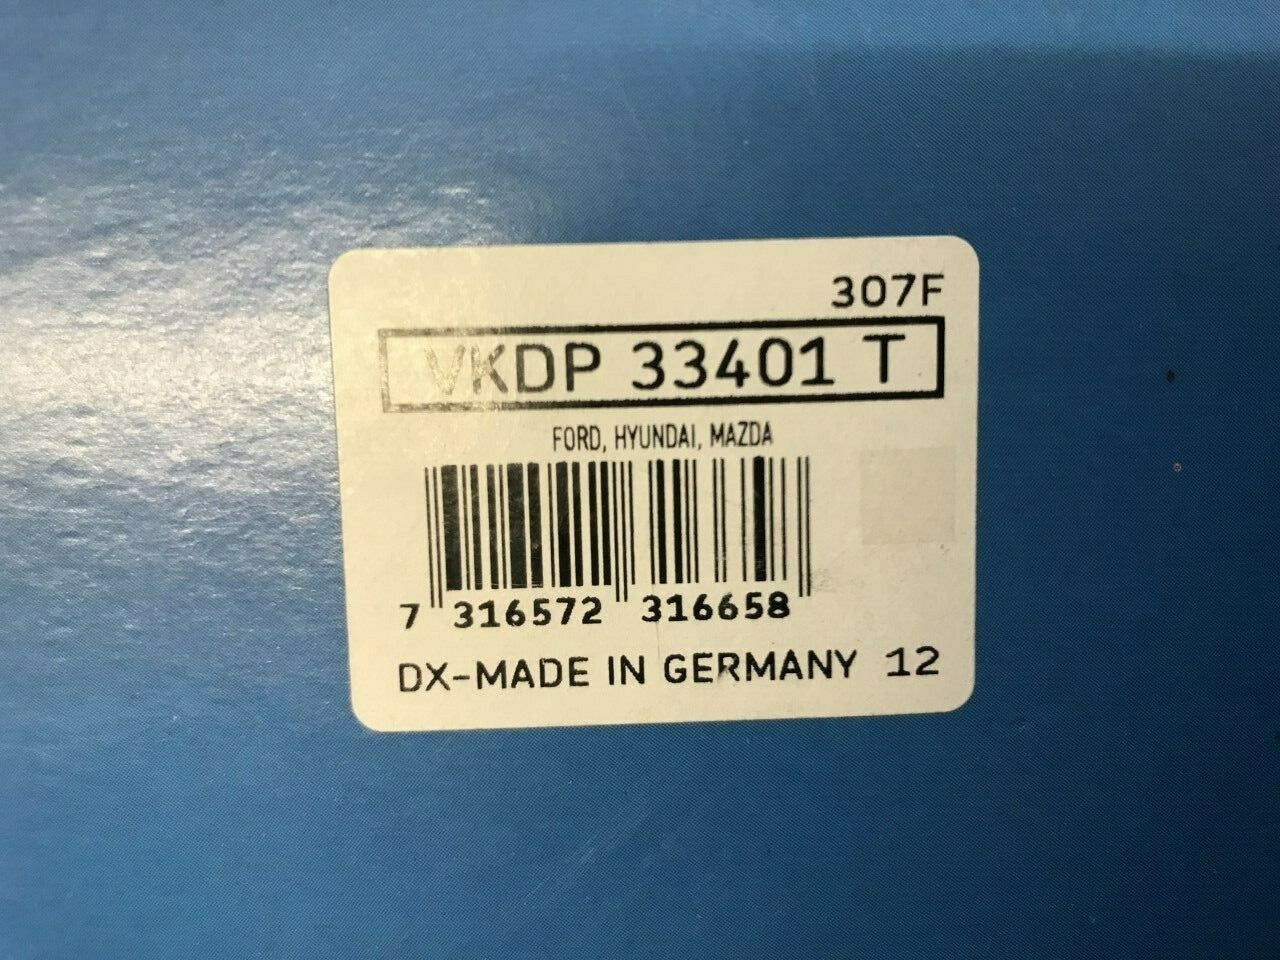 307F
VKDP 33401 T
FORD, HYUNDAI, MAZDA
7 316572 316658
DX-MADE IN GERMANY 12